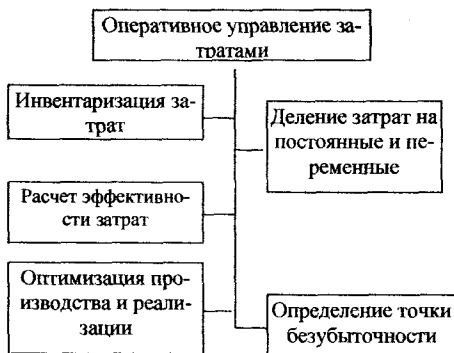 Оперативное управление за-
тратами
Инвентаризация за-
трат
Деление затрат на
постоянные и пе-
ременные
Расчет эффективно-
сти затрат
Оптимизация про-
изводства и реали-
зации
Определение точки
безубыточности